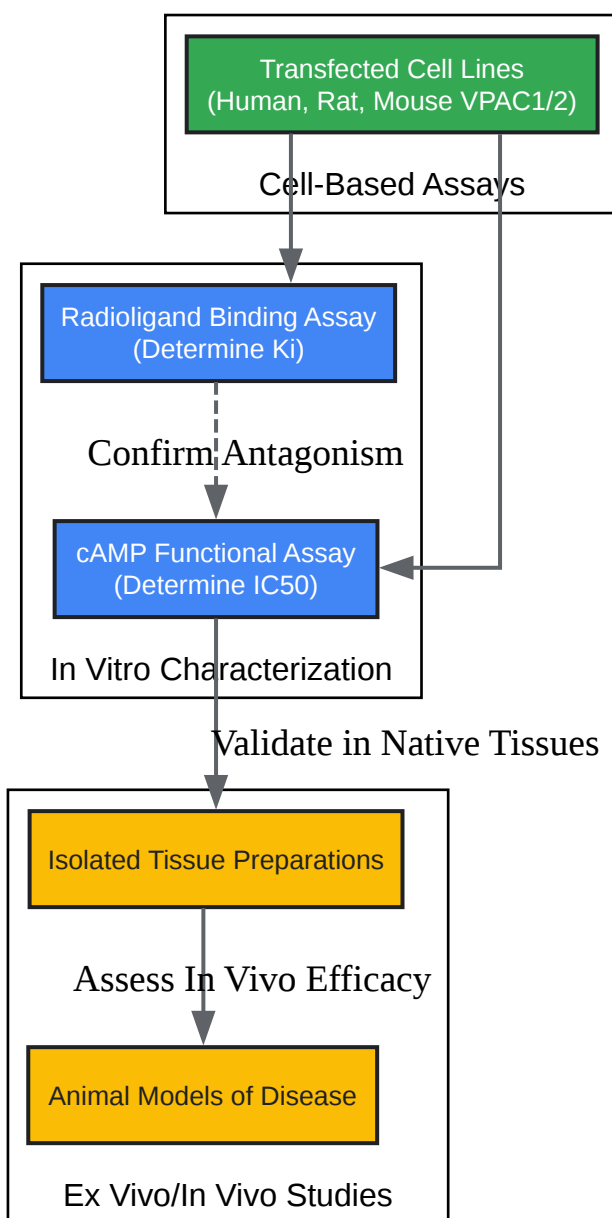 Transfected Cell Lines
(Human, Rat, Mouse VPAC1/2)
Cell-Based Assays
Radioligand Binding Assay
(Determine Ki)
Confirm Antagonism
cAMP Functional Assay
(Determine IC50)
In Vitro Characterization
Validate in Native Tissues
Isolated Tissue Preparations
Assess In Vivo Efficacy
Animal Models of Disease
Ex Vivo/In Vivo Studies